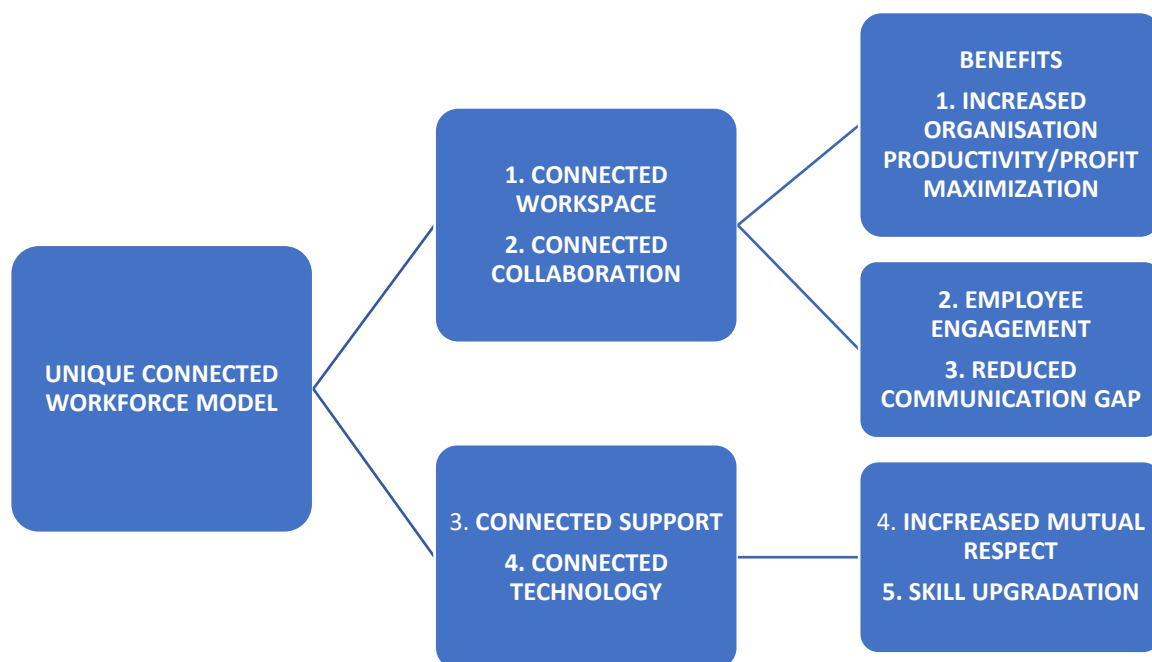 UNIQUE CONNECTED
WORKFORCE MODEL
1. CONNECTED
WORKSPACE
2. CONNECTED
COLLABORATION
3. CONNECTED SUPPORT
4. CONNECTED
TECHNOLOGY
BENEFITS
1. INCREASED
ORGANISATION
PRODUCTIVITY/PROFIT
MAXIMIZATION
2. EMPLOYEE
ENGAGEMENT
3. REDUCED
COMMUNICATION GAP
4. INCFREASED MUTUAL
RESPECT
5. SKILL UPGRADATION